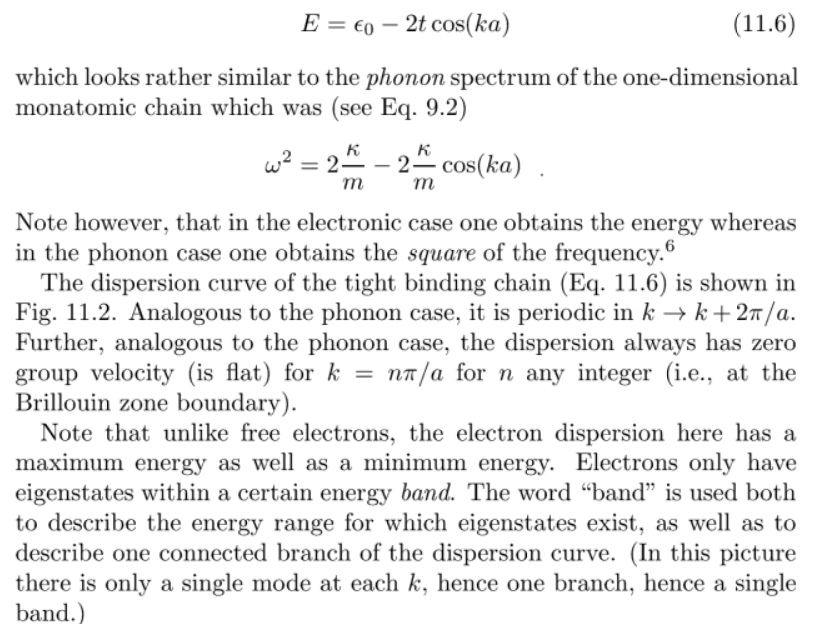 E = ϵ₀ − 2t cos(ka) (11.6)
which looks rather similar to the phonon spectrum of the one-dimensional
monatomic chain which was (see Eq. 9.2)
ω² = 2 κ/m − 2 κ/m cos(ka) .
Note however, that in the electronic case one obtains the energy whereas
in the phonon case one obtains the square of the frequency.⁶
The dispersion curve of the tight binding chain (Eq. 11.6) is shown in
Fig. 11.2. Analogous to the phonon case, it is periodic in k → k + 2π/a.
Further, analogous to the phonon case, the dispersion always has zero
group velocity (is flat) for k = nπ/a for n any integer (i.e., at the
Brillouin zone boundary).
Note that unlike free electrons, the electron dispersion here has a
maximum energy as well as a minimum energy. Electrons only have
eigenstates within a certain energy band. The word “band” is used both
to describe the energy range for which eigenstates exist, as well as to
describe one connected branch of the dispersion curve. (In this picture
there is only a single mode at each k, hence one branch, hence a single
band.)